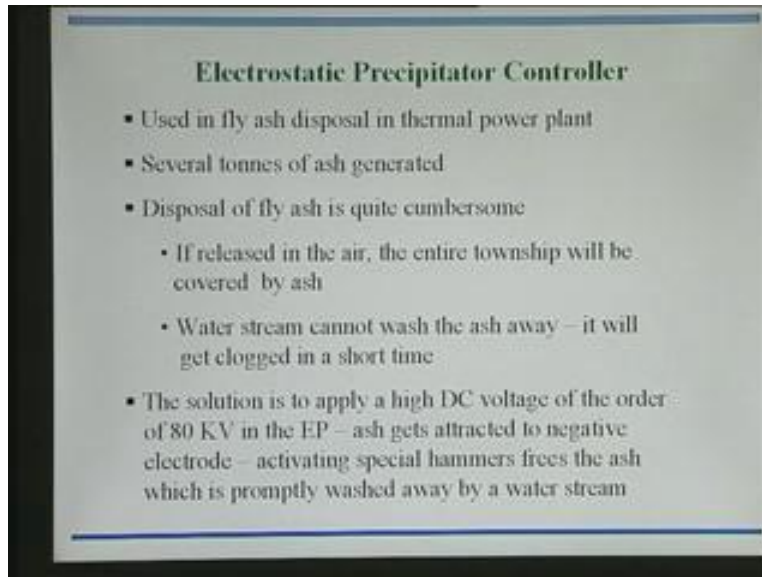 Electrostatic Precipitator Controller
▪ Used in fly ash disposal in thermal power plant
▪ Several tonnes of ash generated
▪ Disposal of fly ash is quite cumbersome
• If released in the air, the entire township will be
covered by ash
• Water stream cannot wash the ash away – it will
get clogged in a short time
▪ The solution is to apply a high DC voltage of the order
of 80 KV in the EP – ash gets attracted to negative
electrode – activating special hammers frees the ash
which is promptly washed away by a water stream